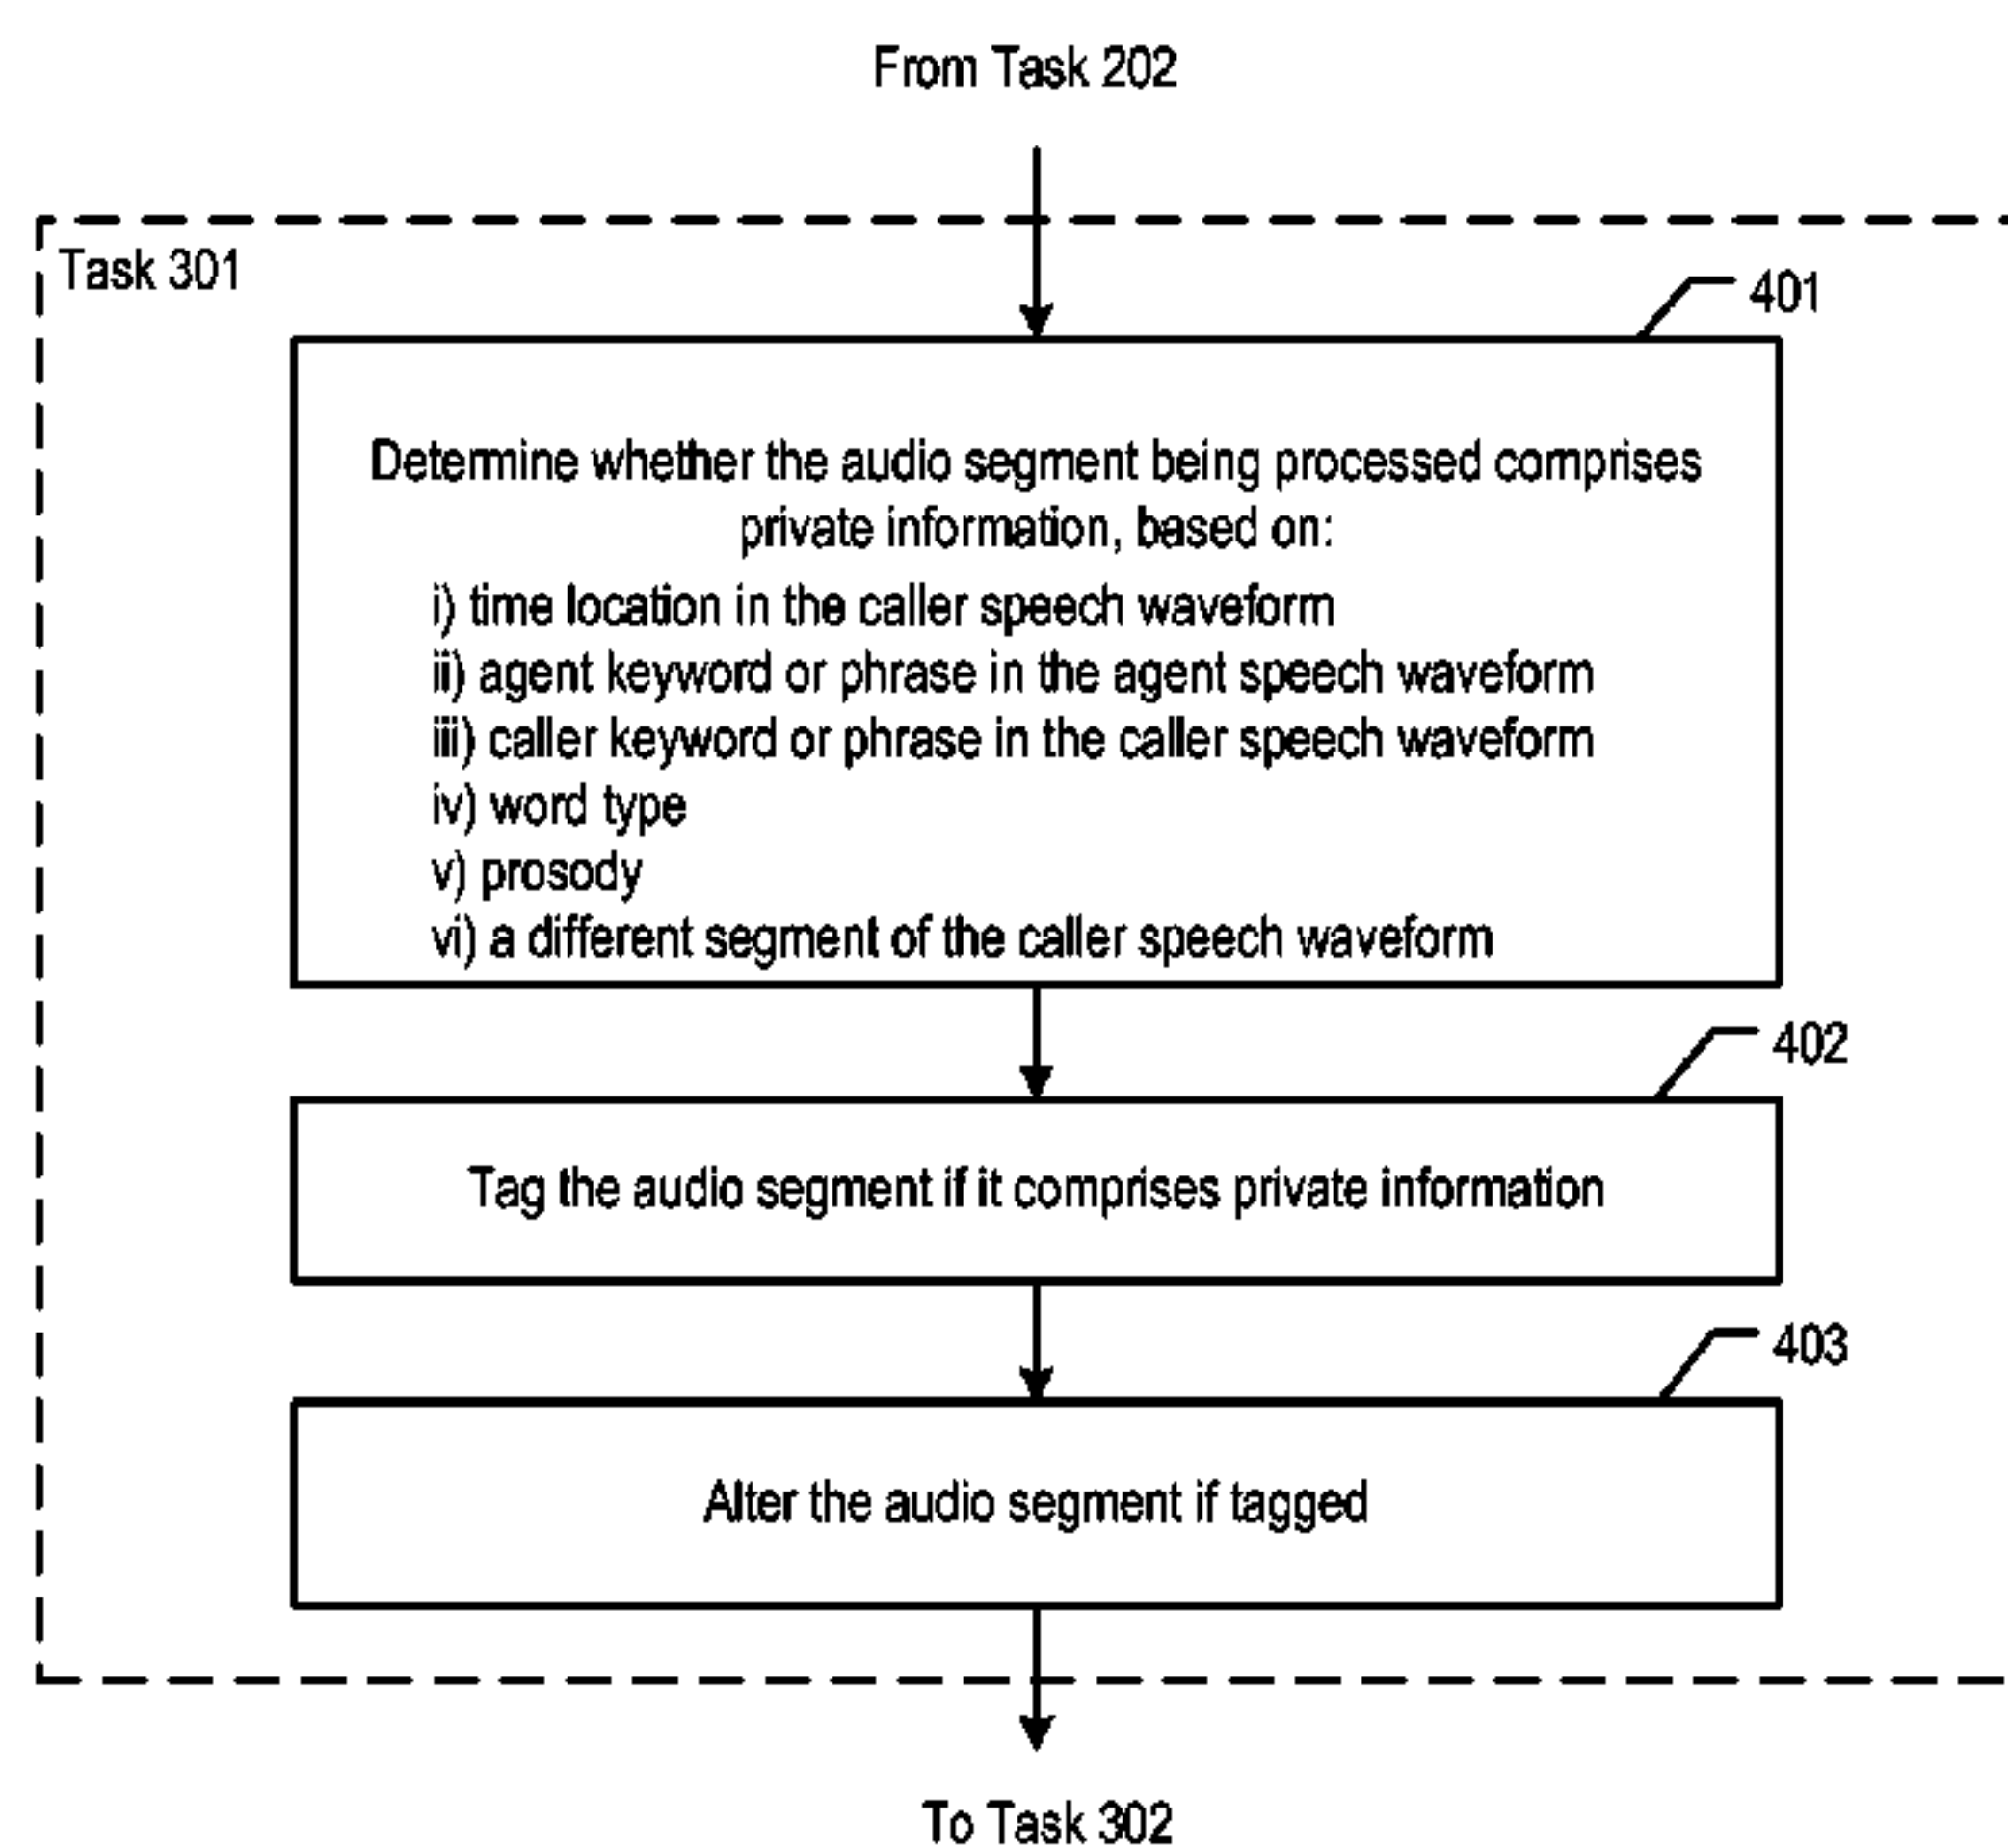 From Task 202
Task 301
401
Determine whether the audio segment being processed comprises
private information, based on:
i) time location in the caller speech waveform
ii) agent keyword or phrase in the agent speech waveform
iii) caller keyword or phrase in the caller speech waveform
iv) word type
v) prosody
vi) a different segment of the caller speech waveform
402
Tag the audio segment if it comprises private information
403
Alter the audio segment if tagged
To Task 302